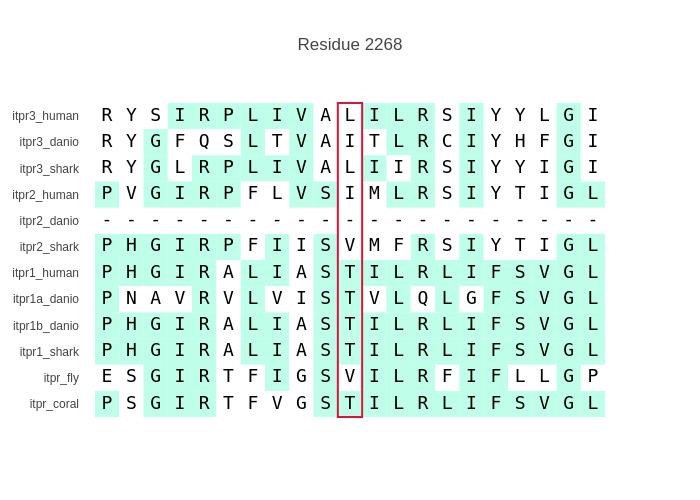 Residue 2268
itpr3_human R Y S I R P L I V A L I L R S I Y Y L G I
itpr3_danio R Y G F Q S L T V A I T L R C I Y H F G I
itpr3_shark R Y G L R P L I V A L I I R S I Y Y I G I
itpr2_human P V G I R P F L V S I M L R S I Y T I G L
itpr2_danio - - - - - - - - - - - - - - - - - - - - -
itpr2_shark P H G I R P F I I S V M F R S I Y T I G L
itpr1_human P H G I R A L I A S T I L R L I F S V G L
itpr1a_danio P N A V R V L V I S T V L Q L G F S V G L
itpr1b_danio P H G I R A L I A S T I L R L I F S V G L
itpr1_shark P H G I R A L I A S T I L R L I F S V G L
itpr_fly E S G I R T F I G S V I L R F I F L L G P
itpr_coral P S G I R T F V G S T I L R L I F S V G L